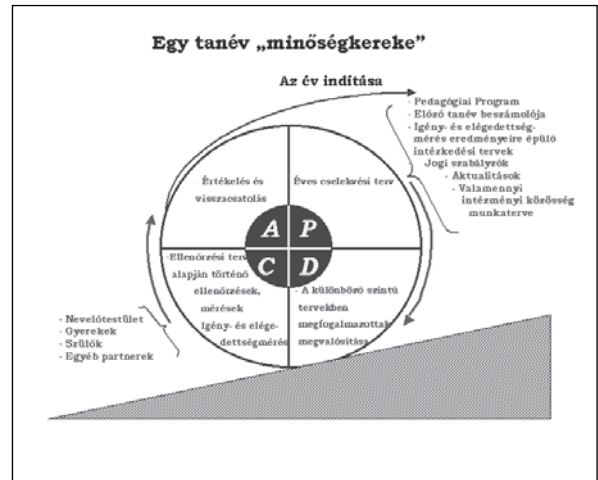 Egy tanév „minőségkereke”
Az év indítása
- Pedagógiai Program
- Előző tanév beszámolója
- Igény- és elégedettség-
mérés eredményeire épülő
intézkedési tervek
Jogi szabályzók
- Aktualitások
- Valamennyi
intézményi közösség
munkaterve
Értékelés és
visszacsatolás
Éves cselekvési terv
A P
C D
-Ellenőrzési terv
alapján történő
ellenőrzések,
mérések
Igény- és elége-
dettségmérés
- A különböző szintű
tervekben
megfogalmazottak
megvalósítása
- Nevelőtestület
- Gyerekek
- Szülők
- Egyéb partnerek